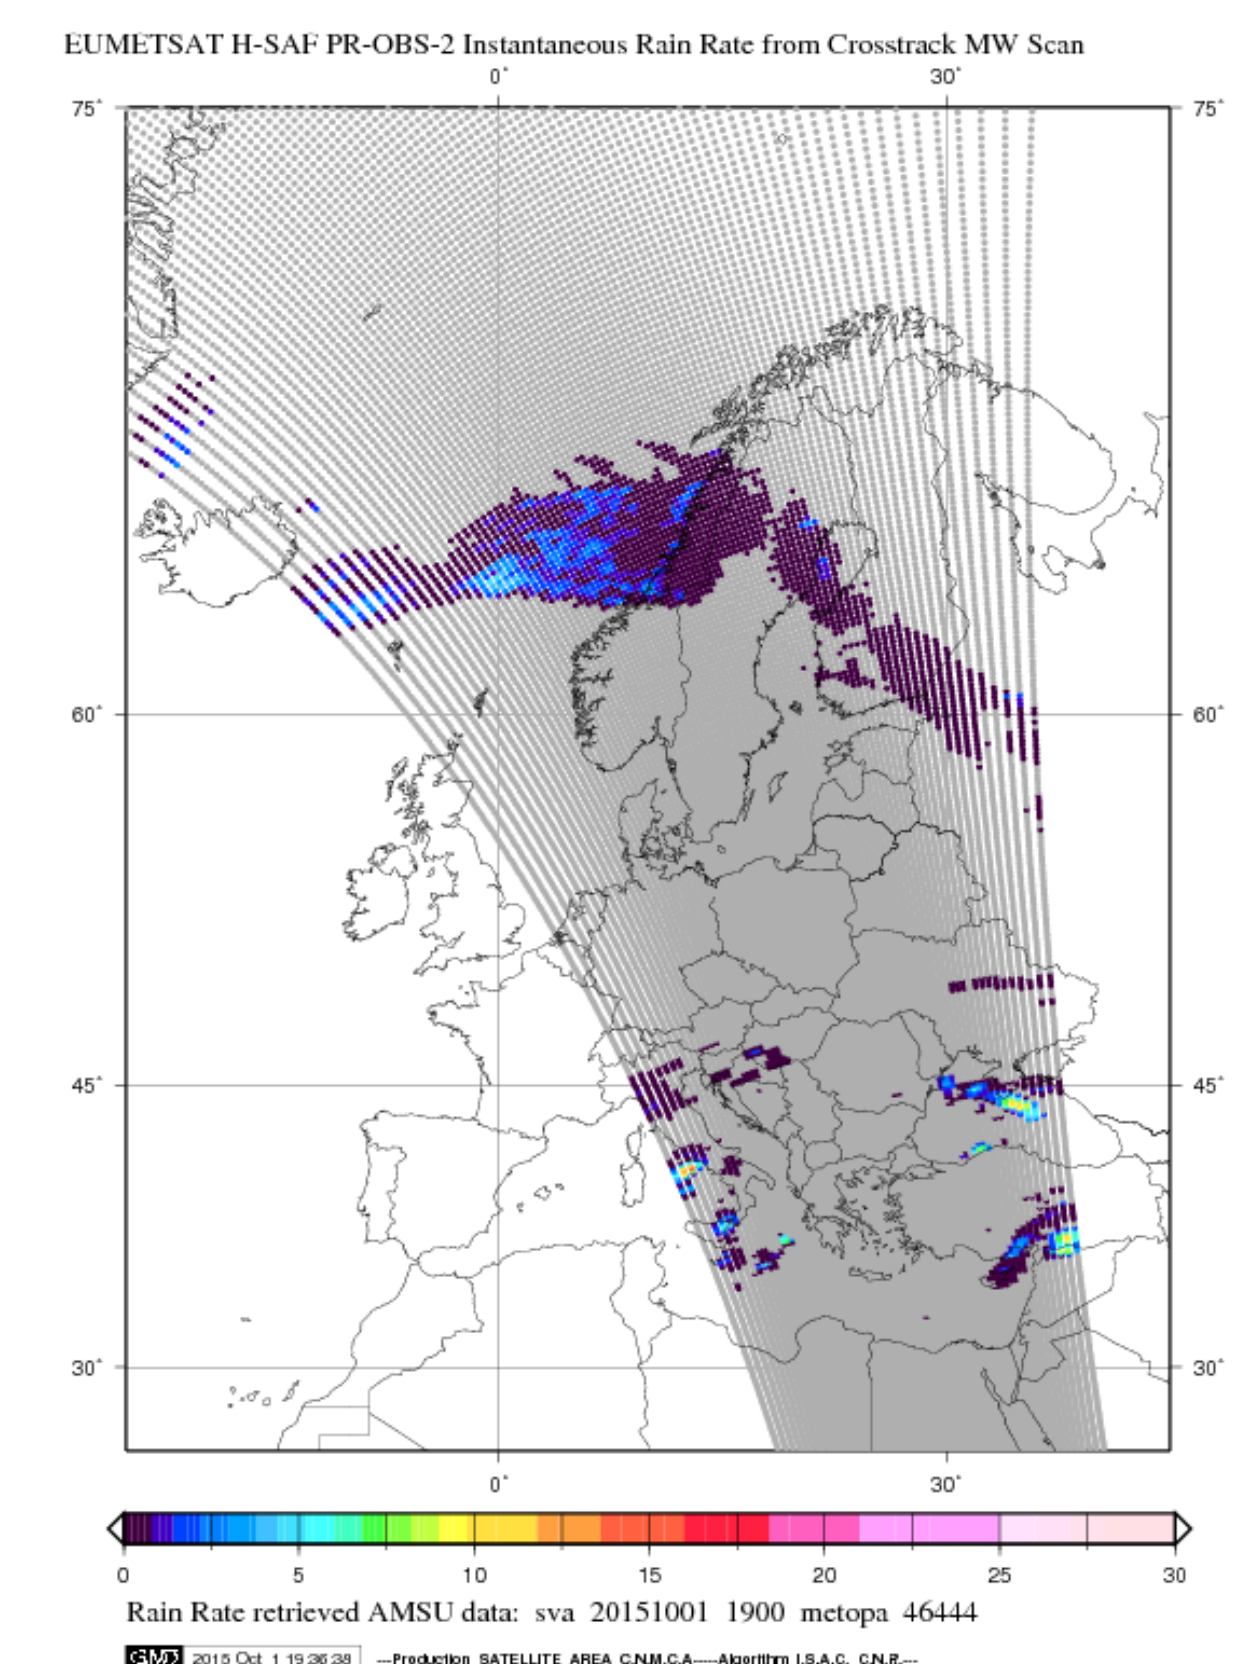 EUMETSAT H-SAF PR-OBS-2 Instantaneous Rain Rate from Crosstrack MW Scan
0° 30°
75° 75°
60° 60°
45° 45°
30° 30°
0° 30°
0 5 10 15 20 25 30
Rain Rate retrieved AMSU data: sva 20151001 1900 metopa 46444
GMD 2015 Oct 1 19:36:38 ---Production SATELLITE AREA C.N.M.C.A-----Algorithm I.S.A.C. C.N.R.---